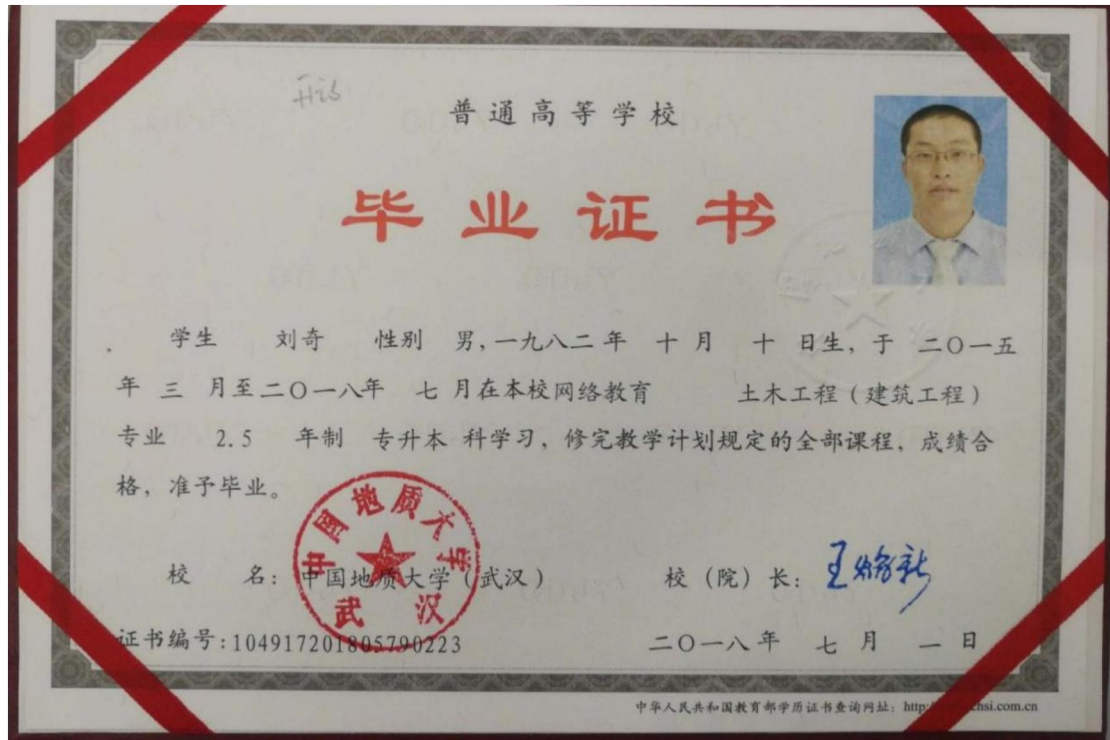 普通高等学校
毕业证书
学生 刘奇 性别 男,一九八二年 十月 十 日生, 于 二〇一五
年 三 月至二〇一八年 七 月在本校网络教育 土木工程(建筑工程)
专业 2.5 年制 专升本 科学习, 修完教学计划规定的全部课程, 成绩合
格, 准予毕业。
中国地质大学
武汉
校 名: 中国地质大学(武汉) 校(院)长: 王焰新
证书编号:104917201805790223 二〇一八年 七 月 一 日
中华人民共和国教育部学历证书查询网址: http: chsi.com.cn